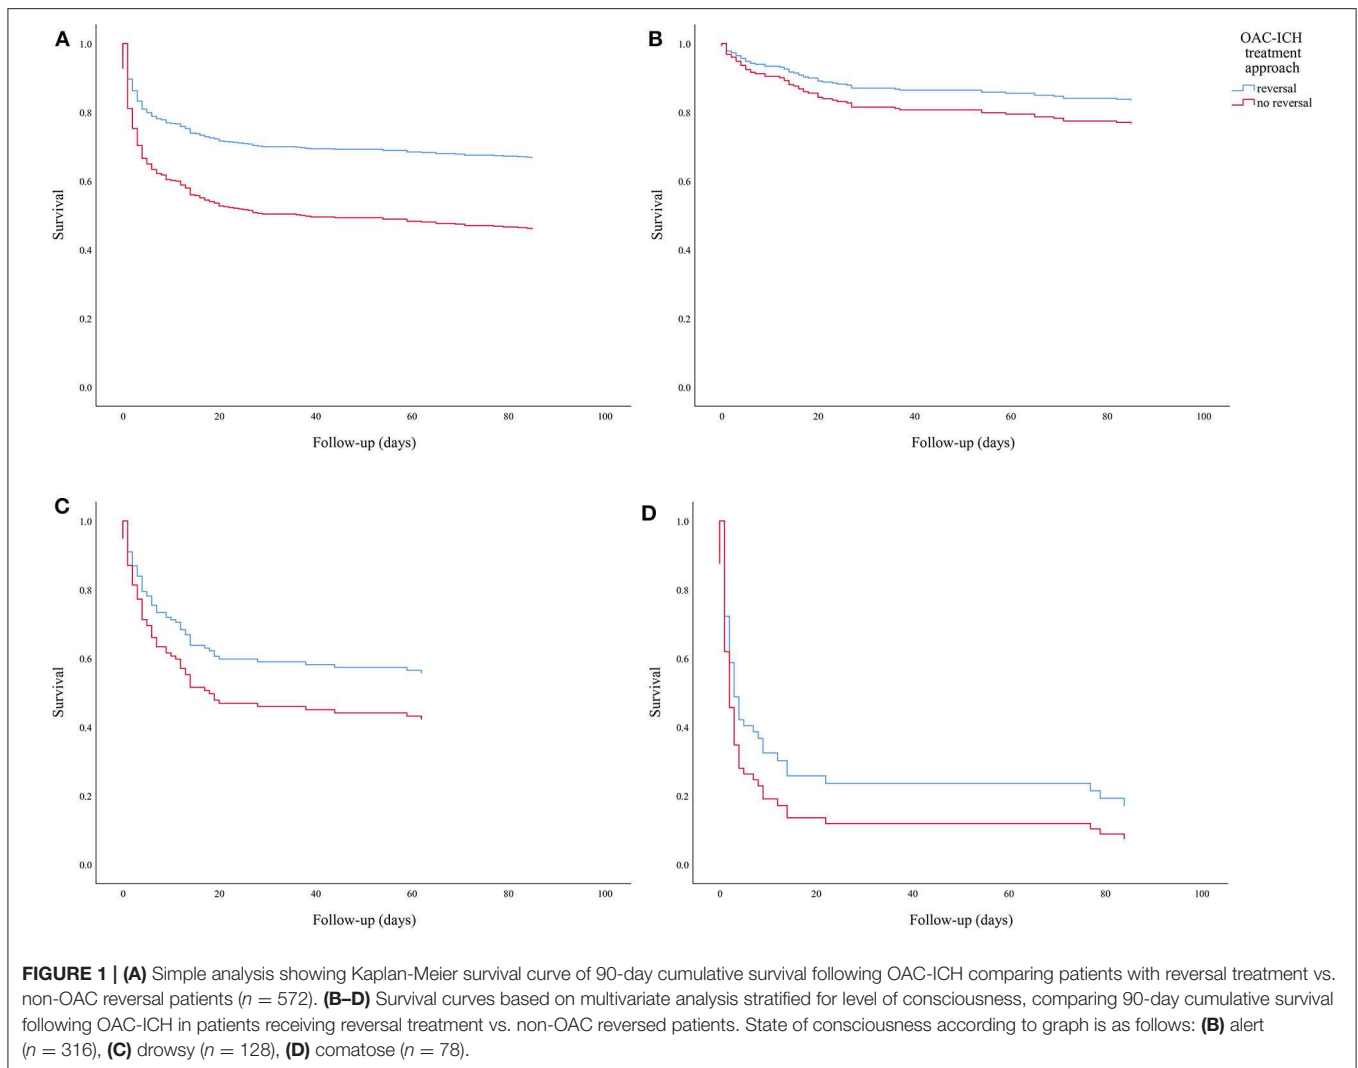 A
1.0
0.8
0.6
0.4
0.2
0.0
Survival
0
20
40
60
80
100
Follow-up (days)
B
1.0
0.8
0.6
0.4
0.2
0.0
Survival
0
20
40
60
80
100
Follow-up (days)
OAC-ICH
treatment
approach
reversal
no reversal
C
1.0
0.8
0.6
0.4
0.2
0.0
Survival
0
20
40
60
80
100
Follow-up (days)
D
1.0
0.8
0.6
0.4
0.2
0.0
Survival
0
20
40
60
80
100
Follow-up (days)
FIGURE 1 | (A) Simple analysis showing Kaplan-Meier survival curve of 90-day cumulative survival following OAC-ICH comparing patients with reversal treatment vs.
non-OAC reversal patients (n = 572). (B–D) Survival curves based on multivariate analysis stratified for level of consciousness, comparing 90-day cumulative survival
following OAC-ICH in patients receiving reversal treatment vs. non-OAC reversed patients. State of consciousness according to graph is as follows: (B) alert
(n = 316), (C) drowsy (n = 128), (D) comatose (n = 78).